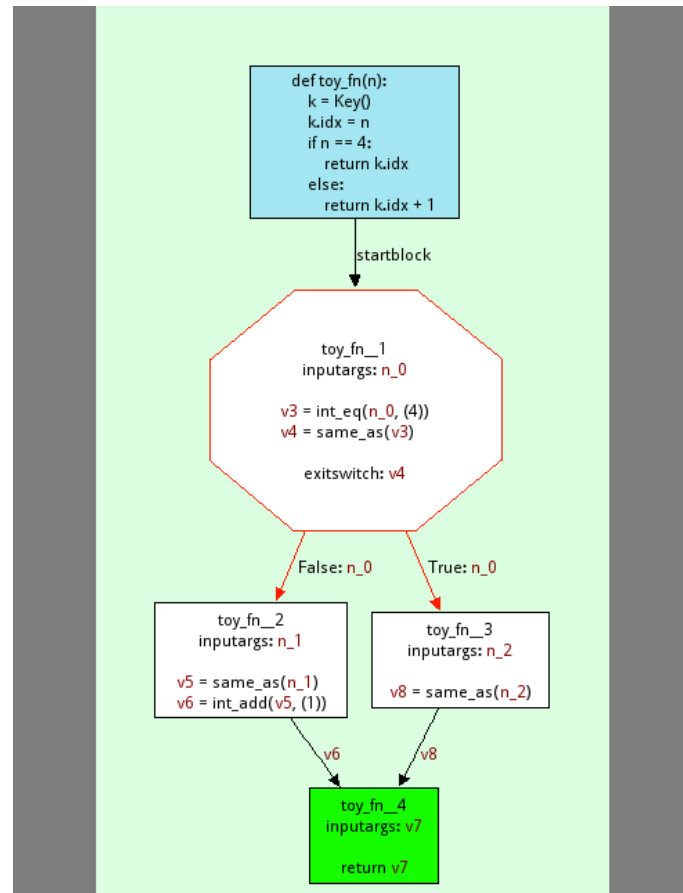 def toy_fn(n):
k = Key()
k.idx = n
if n == 4:
return k.idx
else:
return k.idx + 1
startblock
toy_fn__1
inputargs: n_0
v3 = int_eq(n_0, (4))
v4 = same_as(v3)
exitswitch: v4
False: n_0
True: n_0
toy_fn__2
inputargs: n_1
v5 = same_as(n_1)
v6 = int_add(v5, (1))
toy_fn__3
inputargs: n_2
v8 = same_as(n_2)
v6
v8
toy_fn__4
inputargs: v7
return v7